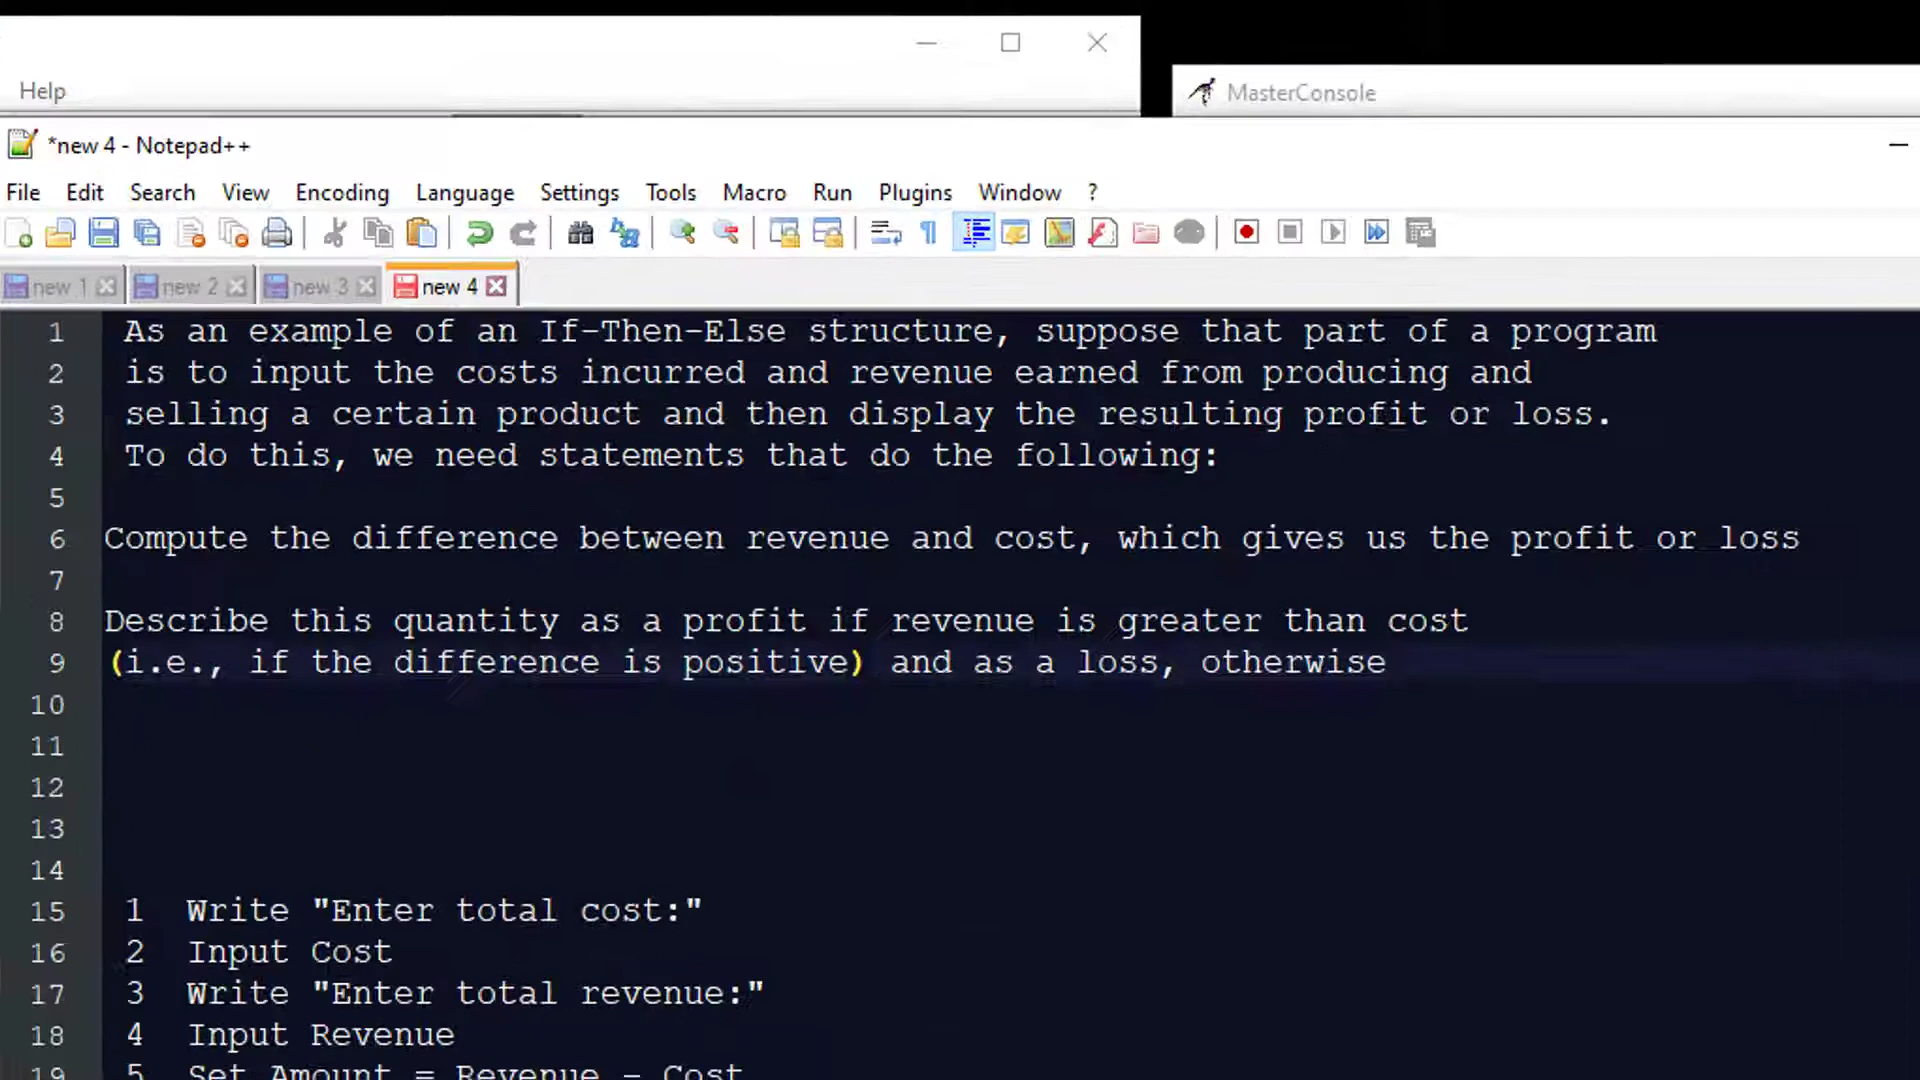 Help
MasterConsole
*new 4 - Notepad++
File Edit Search View Encoding Language Settings Tools Macro Run Plugins Window ?
new 1 new 2 new 3 new 4
1 As an example of an If-Then-Else structure, suppose that part of a program
2 is to input the costs incurred and revenue earned from producing and
3 selling a certain product and then display the resulting profit or loss.
4 To do this, we need statements that do the following:
5
6 Compute the difference between revenue and cost, which gives us the profit or loss
7
8 Describe this quantity as a profit if revenue is greater than cost
9 (i.e., if the difference is positive) and as a loss, otherwise
10
11
12
13
14
15 1 Write "Enter total cost:"
16 2 Input Cost
17 3 Write "Enter total revenue:"
18 4 Input Revenue
19 5 Set Amount = Revenue - Cost